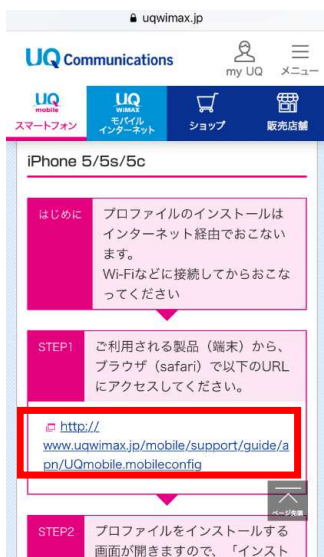 uqwimax.jp
UQ Communications
my UQ
メニュー
UQ
mobile
スマートフォン
UQ
WiMAX
モバイル
インターネット
ショップ
販売店舗
iPhone 5/5s/5c
はじめに
プロファイルのインストールは
インターネット経由でおこない
ます。
Wi-Fiなどに接続してからおこな
ってください
STEP1
ご利用される製品（端末）から、
ブラウザ（safari）で以下のURL
にアクセスしてください。
http://
www.uqwimax.jp/mobile/support/guide/a
pn/UQmobile.mobileconfig
ページ先頭
STEP2
プロファイルをインストールする
画面が開きますので、「インスト